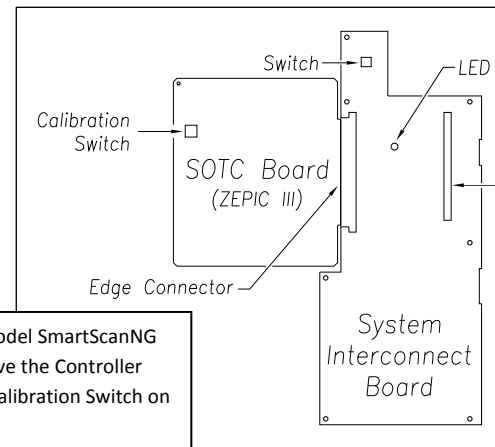 Switch
LED
Calibration
Switch
SOTC Board
(ZEPIC III)
Edge Connector
System
Interconnect
Board
odel SmartScanNG
ve the Controller
alibration Switch on